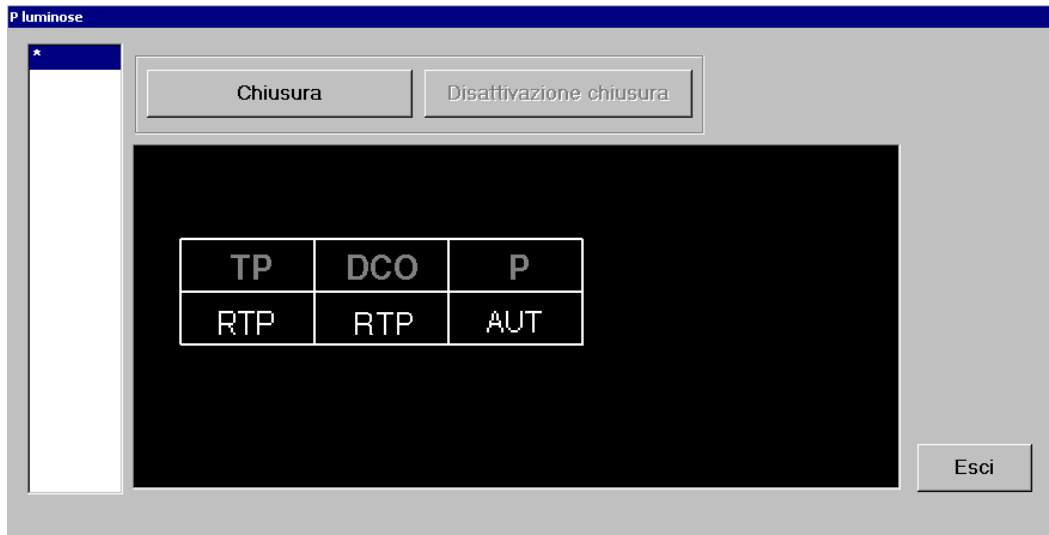 P luminose
*
Chiusura Disattivazione chiusura
TP DCO P
RTP RTP AUT
Esci